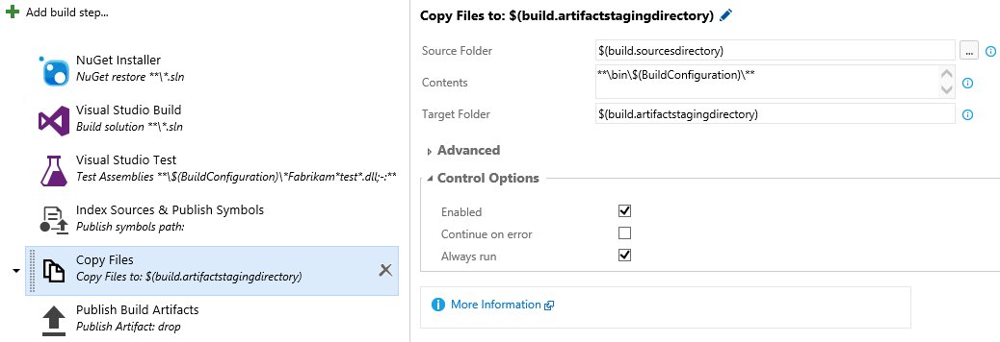 Add build step...
NuGet Installer
NuGet restore **\*.sln
Visual Studio Build
Build solution **\*.sln
Visual Studio Test
Test Assemblies **\$(BuildConfiguration)\*Fabrikam*test*.dll;-:**
Index Sources & Publish Symbols
Publish symbols path:
Copy Files
Copy Files to: $(build.artifactstagingdirectory)
Publish Build Artifacts
Publish Artifact: drop
Copy Files to: $(build.artifactstagingdirectory)
Source Folder $(build.sourcesdirectory) ...
Contents **\bin\$(BuildConfiguration)\**
Target Folder $(build.artifactstagingdirectory)
Advanced
Control Options
Enabled
Continue on error
Always run
More Information